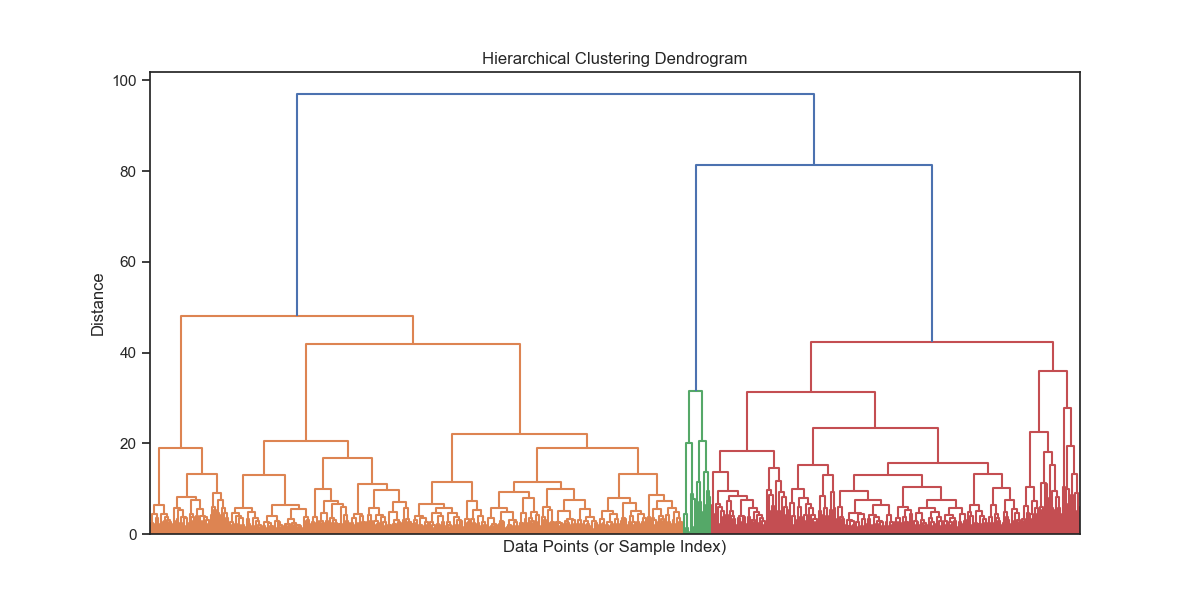 Hierarchical Clustering Dendrogram
100
80
60
40
20
0
Distance
Data Points (or Sample Index)